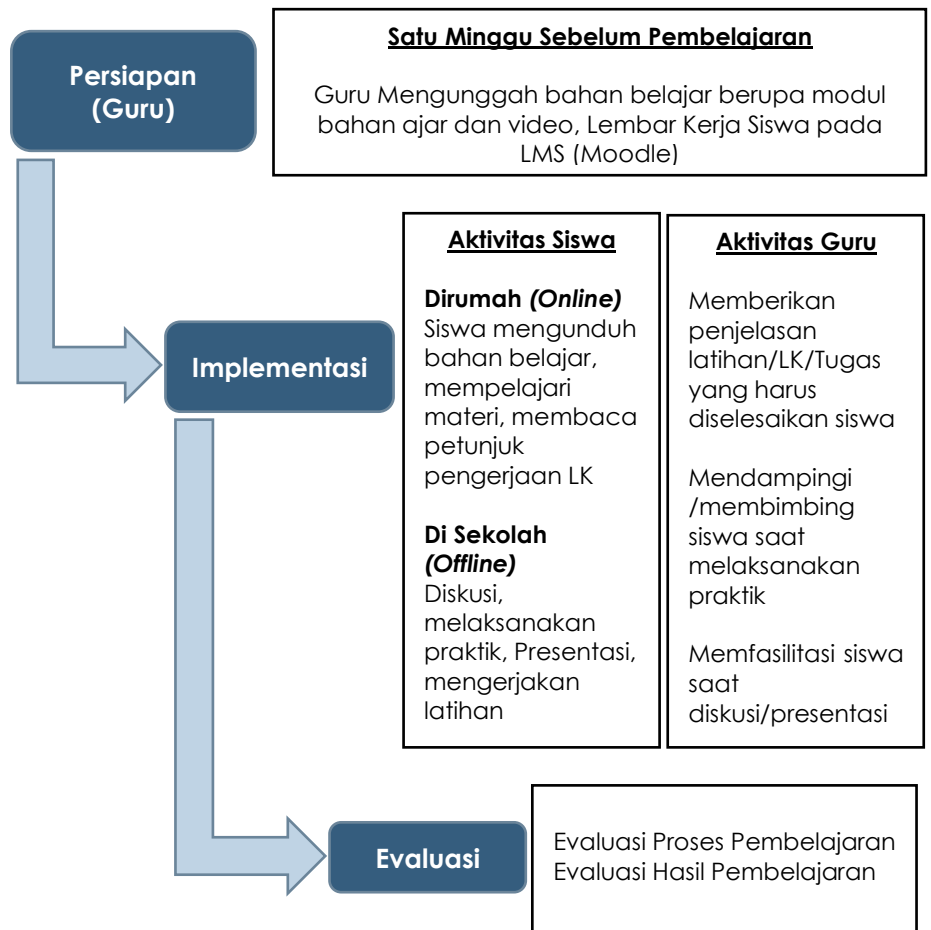 Persiapan
(Guru)
Satu Minggu Sebelum Pembelajaran
Guru Mengunggah bahan belajar berupa modul
bahan ajar dan video, Lembar Kerja Siswa pada
LMS (Moodle)
Implementasi
Aktivitas Siswa
Dirumah (Online)
Siswa mengunduh
bahan belajar,
mempelajari
materi, membaca
petunjuk
pengerjaan LK
Di Sekolah
(Offline)
Diskusi,
melaksanakan
praktik, Presentasi,
mengerjakan
latihan
Aktivitas Guru
Memberikan
penjelasan
latihan/LK/Tugas
yang harus
diselesaikan siswa
Mendampingi
/membimbing
siswa saat
melaksanakan
praktik
Memfasilitasi siswa
saat
diskusi/presentasi
Evaluasi
Evaluasi Proses Pembelajaran
Evaluasi Hasil Pembelajaran